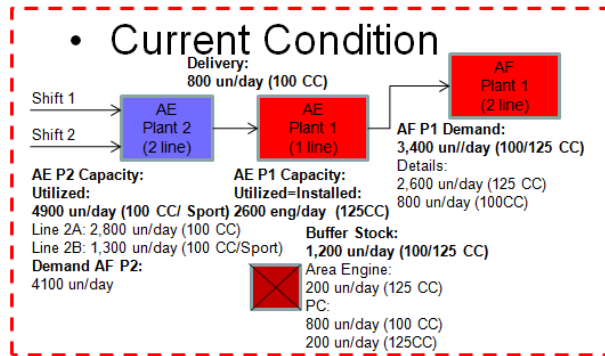 • Current Condition
Delivery:
800 un/day (100 CC)
Shift 1
Shift 2
AE
Plant 2
(2 line)
AE
Plant 1
(1 line)
AF
Plant 1
(2 line)
AF P1 Demand:
3,400 un//day (100/125 CC)
Details:
2,600 un/day (125 CC)
800 un/day (100CC)
AE P2 Capacity:
Utilized:
4900 un/day (100 CC/ Sport)
Line 2A: 2,800 un/day (100 CC)
Line 2B: 1,300 un/day (100 CC/Sport)
Demand AF P2:
4100 un/day
AE P1 Capacity:
Utilized=Installed:
2600 eng/day (125CC)
Buffer Stock:
1,200 un/day (100/125 CC)
Area Engine:
200 un/day (125 CC)
PC:
800 un/day (100 CC)
200 un/day (125CC)